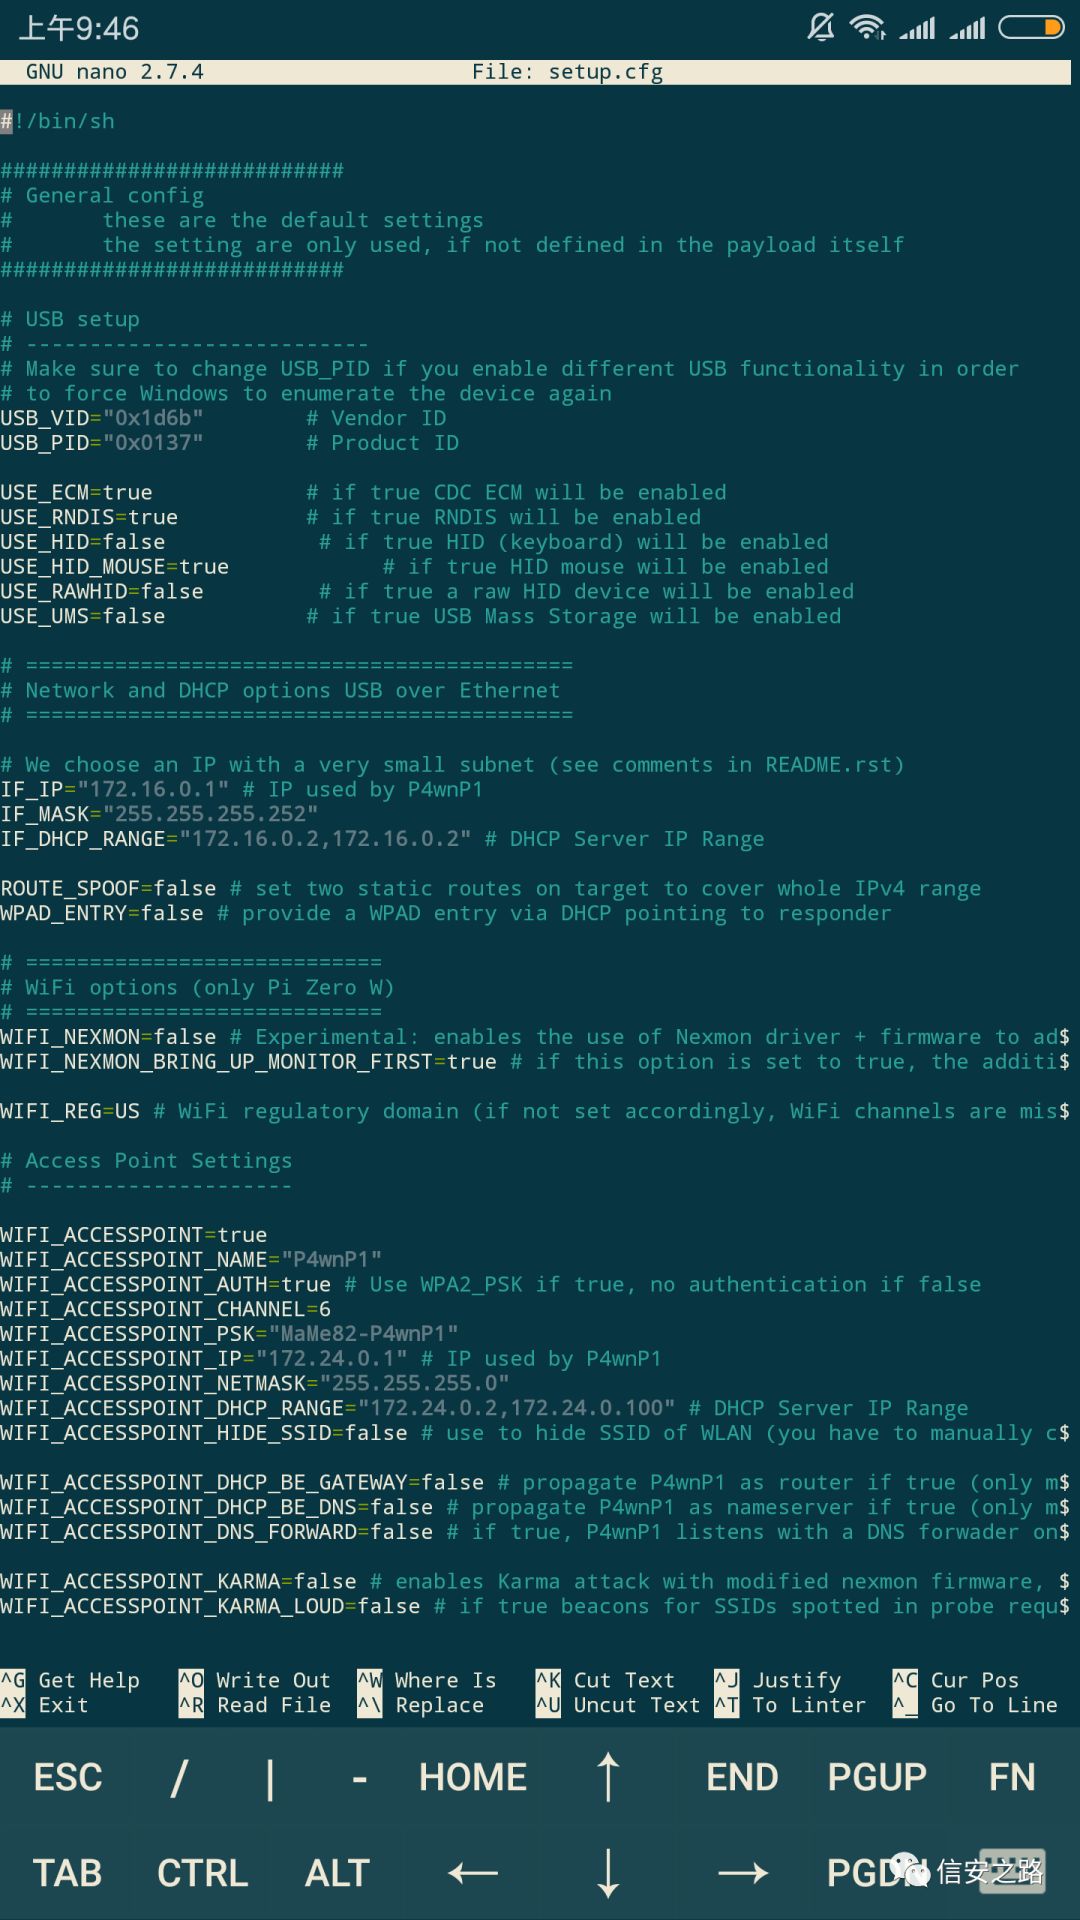 上午9:46
GNU nano 2.7.4 File: setup.cfg
#!/bin/sh
###########################
# General config
# these are the default settings
# the setting are only used, if not defined in the payload itself
###########################
# USB setup
# ---------------------------
# Make sure to change USB_PID if you enable different USB functionality in order
# to force Windows to enumerate the device again
USB_VID="0x1d6b" # Vendor ID
USB_PID="0x0137" # Product ID
USE_ECM=true # if true CDC ECM will be enabled
USE_RNDIS=true # if true RNDIS will be enabled
USE_HID=false # if true HID (keyboard) will be enabled
USE_HID_MOUSE=true # if true HID mouse will be enabled
USE_RAWHID=false # if true a raw HID device will be enabled
USE_UMS=false # if true USB Mass Storage will be enabled
# ===========================================
# Network and DHCP options USB over Ethernet
# ===========================================
# We choose an IP with a very small subnet (see comments in README.rst)
IF_IP="172.16.0.1" # IP used by P4wnP1
IF_MASK="255.255.255.252"
IF_DHCP_RANGE="172.16.0.2,172.16.0.2" # DHCP Server IP Range
ROUTE_SPOOF=false # set two static routes on target to cover whole IPv4 range
WPAD_ENTRY=false # provide a WPAD entry via DHCP pointing to responder
# ============================
# WiFi options (only Pi Zero W)
# ============================
WIFI_NEXMON=false # Experimental: enables the use of Nexmon driver + firmware to ad$
WIFI_NEXMON_BRING_UP_MONITOR_FIRST=true # if this option is set to true, the additi$
WIFI_REG=US # WiFi regulatory domain (if not set accordingly, WiFi channels are mis$
# Access Point Settings
# ---------------------
WIFI_ACCESSPOINT=true
WIFI_ACCESSPOINT_NAME="P4wnP1"
WIFI_ACCESSPOINT_AUTH=true # Use WPA2_PSK if true, no authentication if false
WIFI_ACCESSPOINT_CHANNEL=6
WIFI_ACCESSPOINT_PSK="MaMe82-P4wnP1"
WIFI_ACCESSPOINT_IP="172.24.0.1" # IP used by P4wnP1
WIFI_ACCESSPOINT_NETMASK="255.255.255.0"
WIFI_ACCESSPOINT_DHCP_RANGE="172.24.0.2,172.24.0.100" # DHCP Server IP Range
WIFI_ACCESSPOINT_HIDE_SSID=false # use to hide SSID of WLAN (you have to manually c$
WIFI_ACCESSPOINT_DHCP_BE_GATEWAY=false # propagate P4wnP1 as router if true (only m$
WIFI_ACCESSPOINT_DHCP_BE_DNS=false # propagate P4wnP1 as nameserver if true (only m$
WIFI_ACCESSPOINT_DNS_FORWARD=false # if true, P4wnP1 listens with a DNS forwader on$
WIFI_ACCESSPOINT_KARMA=false # enables Karma attack with modified nexmon firmware, $
WIFI_ACCESSPOINT_KARMA_LOUD=false # if true beacons for SSIDs spotted in probe requ$
^G Get Help ^O Write Out ^W Where Is ^K Cut Text ^J Justify ^C Cur Pos
^X Exit ^R Read File ^\ Replace ^U Uncut Text ^T To Linter ^_ Go To Line
ESC / | - HOME ↑ END PGUP FN
TAB CTRL ALT ← ↓ → PGDN 信安之路